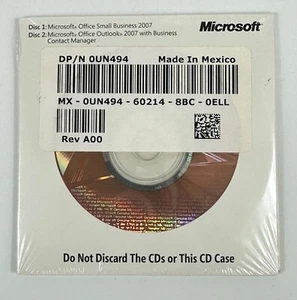 Disc 1: Microsoft® Office Small Business 2007
Disc 2: Microsoft® Office Outlook® 2007 with Business
Contact Manager
Microsoft®
DP/N 0UN494 Made In Mexico
MX - 0UN494 - 60214 - 8BC - 0ELL
Rev A00
Do Not Discard The CDs or This CD Case